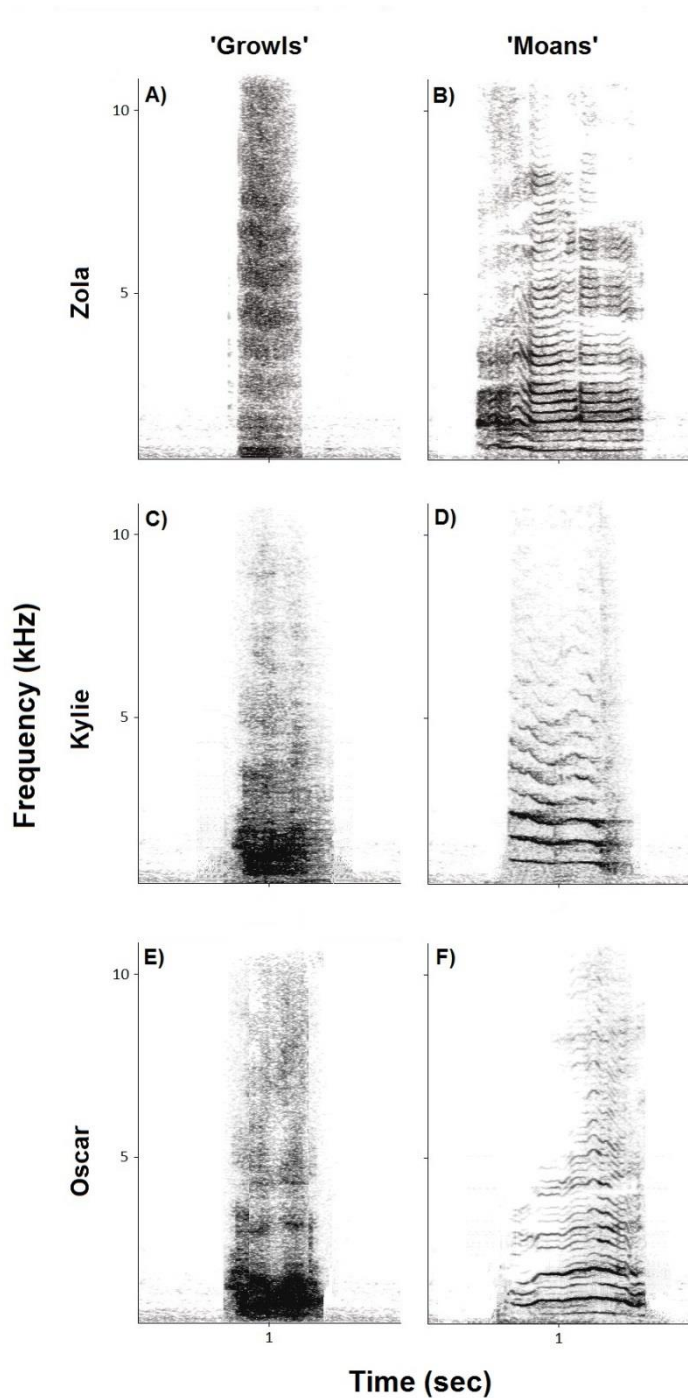 'Growls' 'Moans'
A) B)
10
5
Zola
C) D)
10
5
Kylie
Frequency (kHz)
E) F)
10
5
Oscar
1 1
Time (sec)